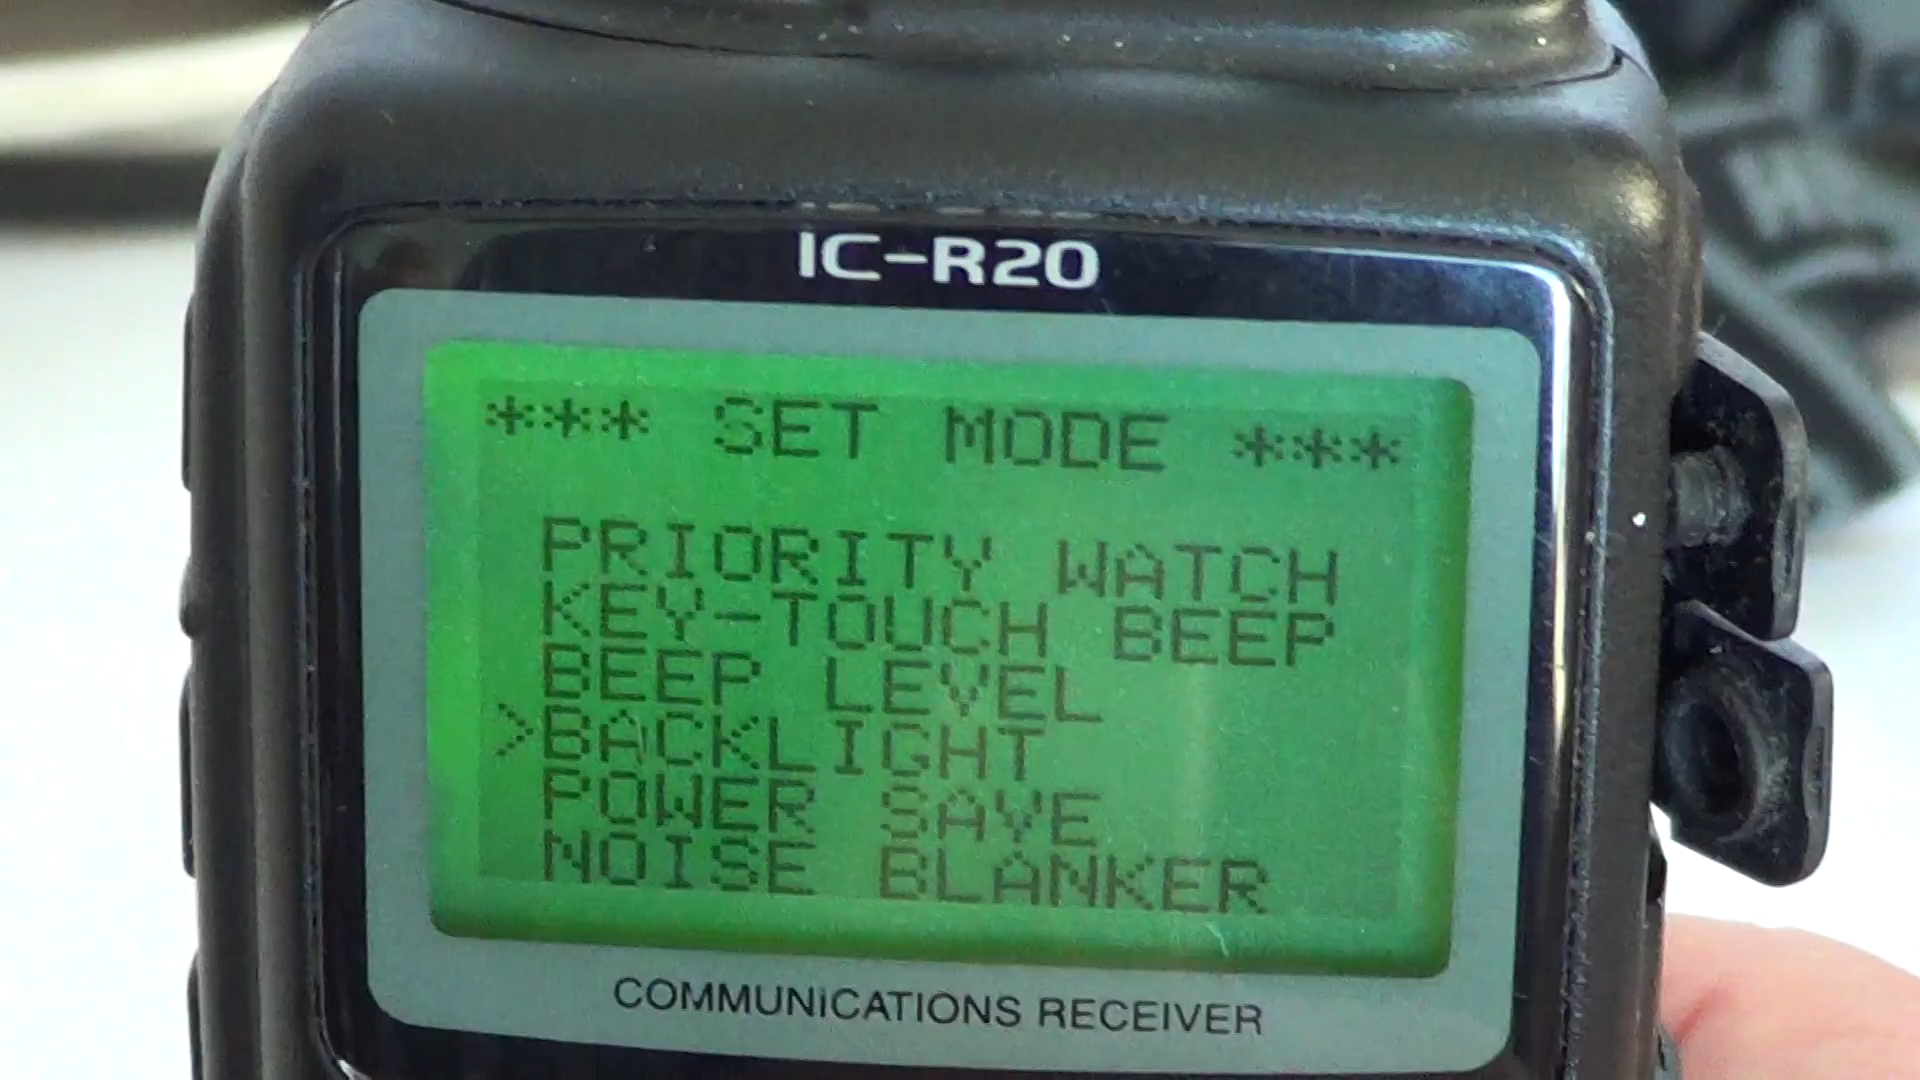 IC-R20
*** SET MODE ***
PRIORITY WATCH
KEY-TOUCH BEEP
BEEP LEVEL
>BACKLIGHT
POWER SAVE
NOISE BLANKER
COMMUNICATIONS RECEIVER